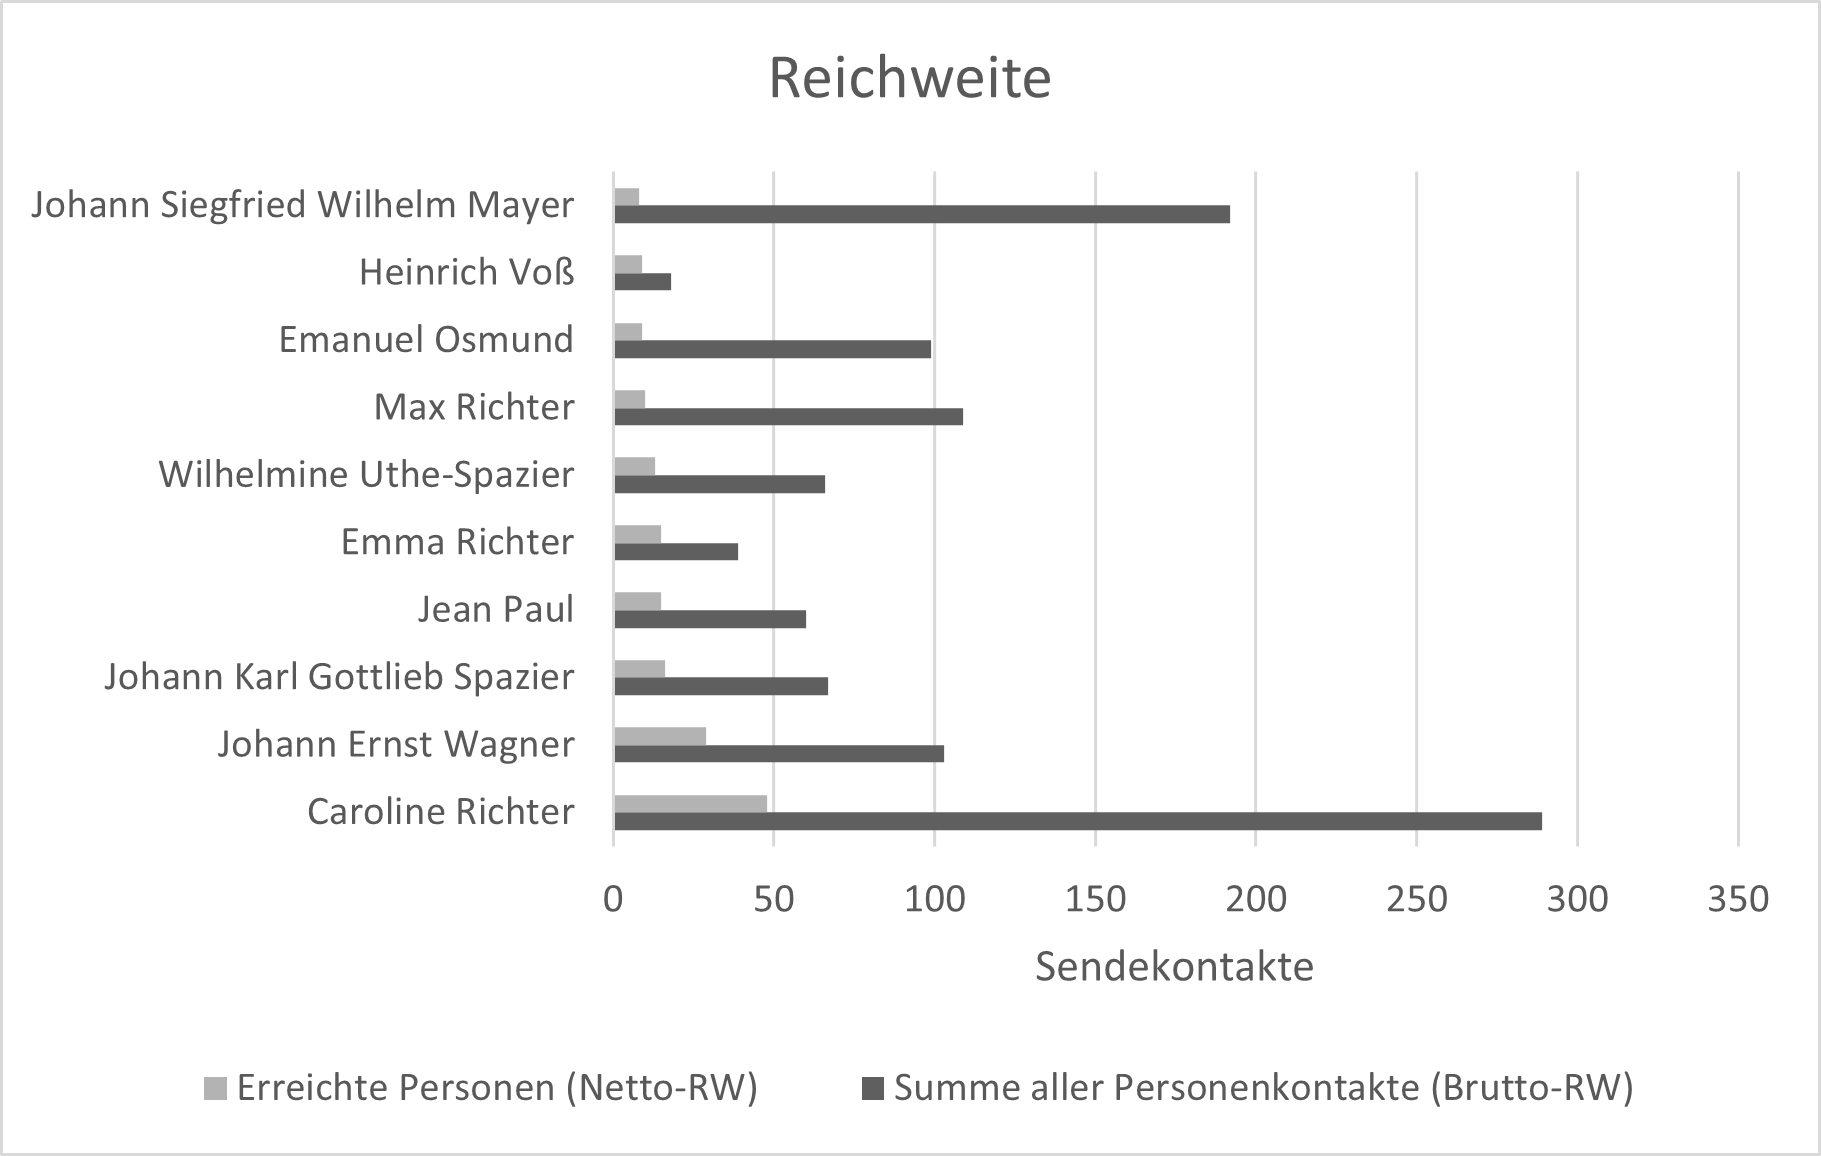 Reichweite
Johann Siegfried Wilhelm Mayer
Heinrich Voß
Emanuel Osmund
Max Richter
Wilhelmine Uthe-Spazier
Emma Richter
Jean Paul
Johann Karl Gottlieb Spazier
Johann Ernst Wagner
Caroline Richter
0 50 100 150 200 250 300 350
Sendekontakte
Erreichte Personen (Netto-RW) Summe aller Personenkontakte (Brutto-RW)